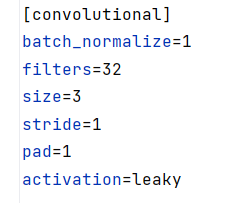 [convolutional]
batch_normalize=1
filters=32
size=3
stride=1
pad=1
activation=leaky